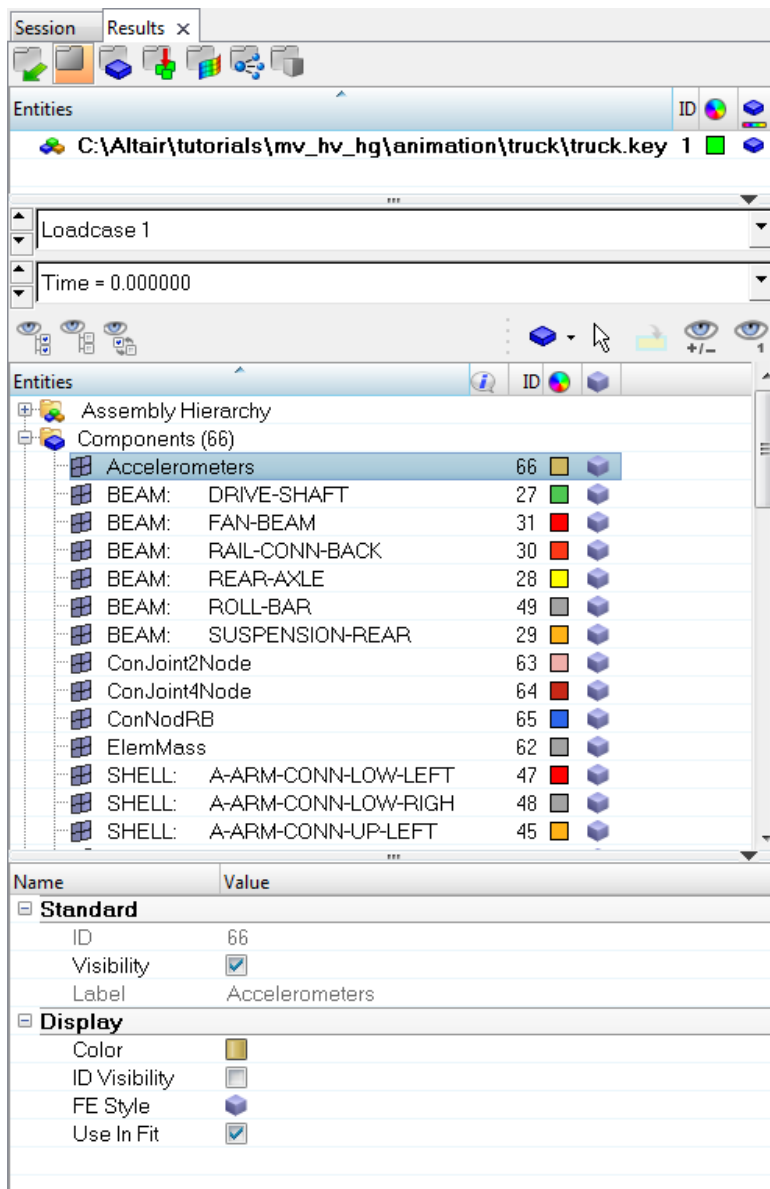 Session Results ×
Entities ID
C:\Altair\tutorials\mv_hv_hg\animation\truck\truck.key 1
Loadcase 1
Time = 0.000000
+/- 1
Entities i ID
Assembly Hierarchy
Components (66)
Accelerometers 66
BEAM: DRIVE-SHAFT 27
BEAM: FAN-BEAM 31
BEAM: RAIL-CONN-BACK 30
BEAM: REAR-AXLE 28
BEAM: ROLL-BAR 49
BEAM: SUSPENSION-REAR 29
ConJoint2Node 63
ConJoint4Node 64
ConNodRB 65
ElemMass 62
SHELL: A-ARM-CONN-LOW-LEFT 47
SHELL: A-ARM-CONN-LOW-RIGH 48
SHELL: A-ARM-CONN-UP-LEFT 45
Name Value
Standard
ID 66
Visibility
Label Accelerometers
Display
Color
ID Visibility
FE Style
Use In Fit